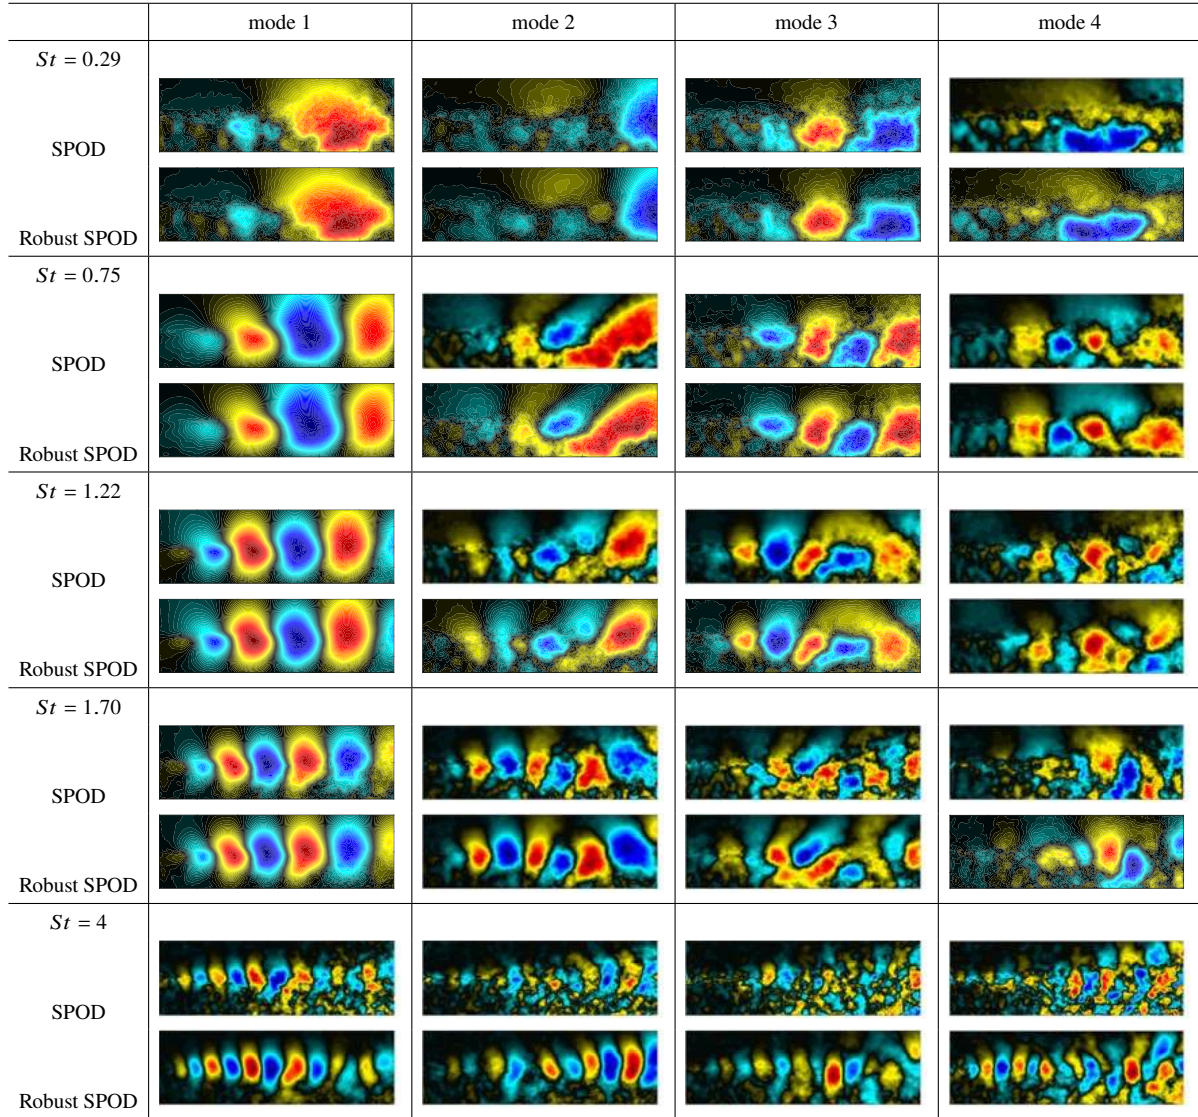 mode 1 mode 2 mode 3 mode 4
St = 0.29
SPOD
Robust SPOD
St = 0.75
SPOD
Robust SPOD
St = 1.22
SPOD
Robust SPOD
St = 1.70
SPOD
Robust SPOD
St = 4
SPOD
Robust SPOD